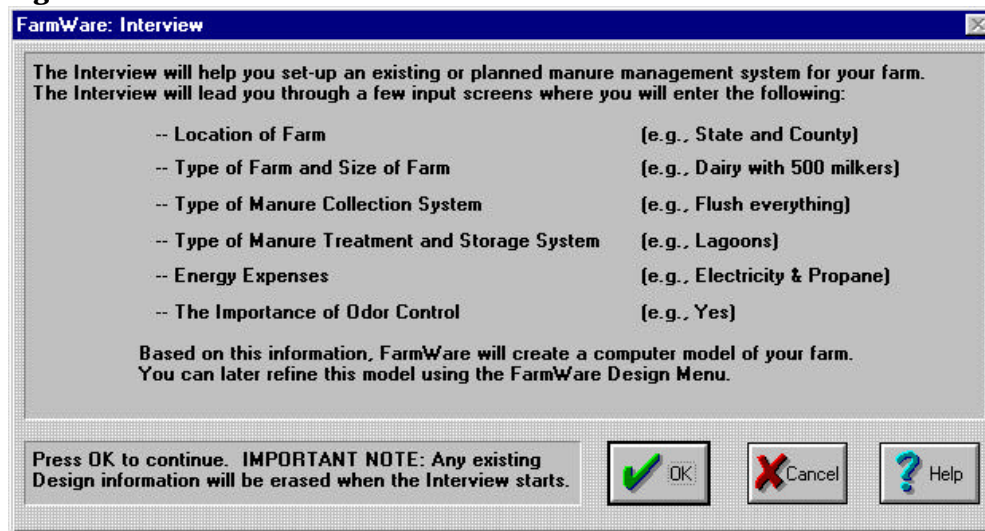 FarmWare: Interview
The Interview will help you set-up an existing or planned manure management system for your farm.
The Interview will lead you through a few input screens where you will enter the following:
-- Location of Farm (e.g., State and County)
-- Type of Farm and Size of Farm (e.g., Dairy with 500 milkers)
-- Type of Manure Collection System (e.g., Flush everything)
-- Type of Manure Treatment and Storage System (e.g., Lagoons)
-- Energy Expenses (e.g., Electricity & Propane)
-- The Importance of Odor Control (e.g., Yes)
Based on this information, FarmWare will create a computer model of your farm.
You can later refine this model using the FarmWare Design Menu.
Press OK to continue. IMPORTANT NOTE: Any existing
Design information will be erased when the Interview starts.
OK Cancel Help